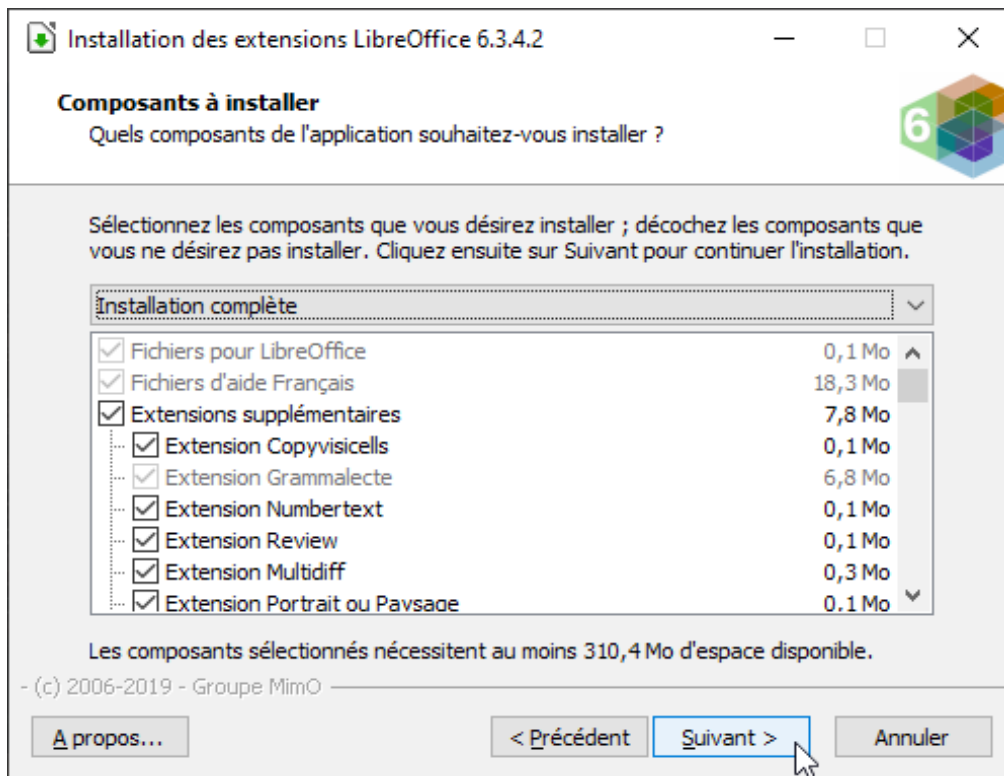 Installation des extensions LibreOffice 6.3.4.2
Composants à installer
Quels composants de l'application souhaitez-vous installer ?
6
Sélectionnez les composants que vous désirez installer ; décochez les composants que
vous ne désirez pas installer. Cliquez ensuite sur Suivant pour continuer l'installation.
Installation complète
Fichiers pour LibreOffice 0,1 Mo
Fichiers d'aide Français 18,3 Mo
Extensions supplémentaires 7,8 Mo
Extension Copyvisicells 0,1 Mo
Extension Grammalecte 6,8 Mo
Extension Numbertext 0,1 Mo
Extension Review 0,1 Mo
Extension Multidiff 0,3 Mo
Extension Portrait ou Paysage 0,1 Mo
Les composants sélectionnés nécessitent au moins 310,4 Mo d'espace disponible.
- (c) 2006-2019 - Groupe MimO
A propos... < Précédent Suivant > Annuler